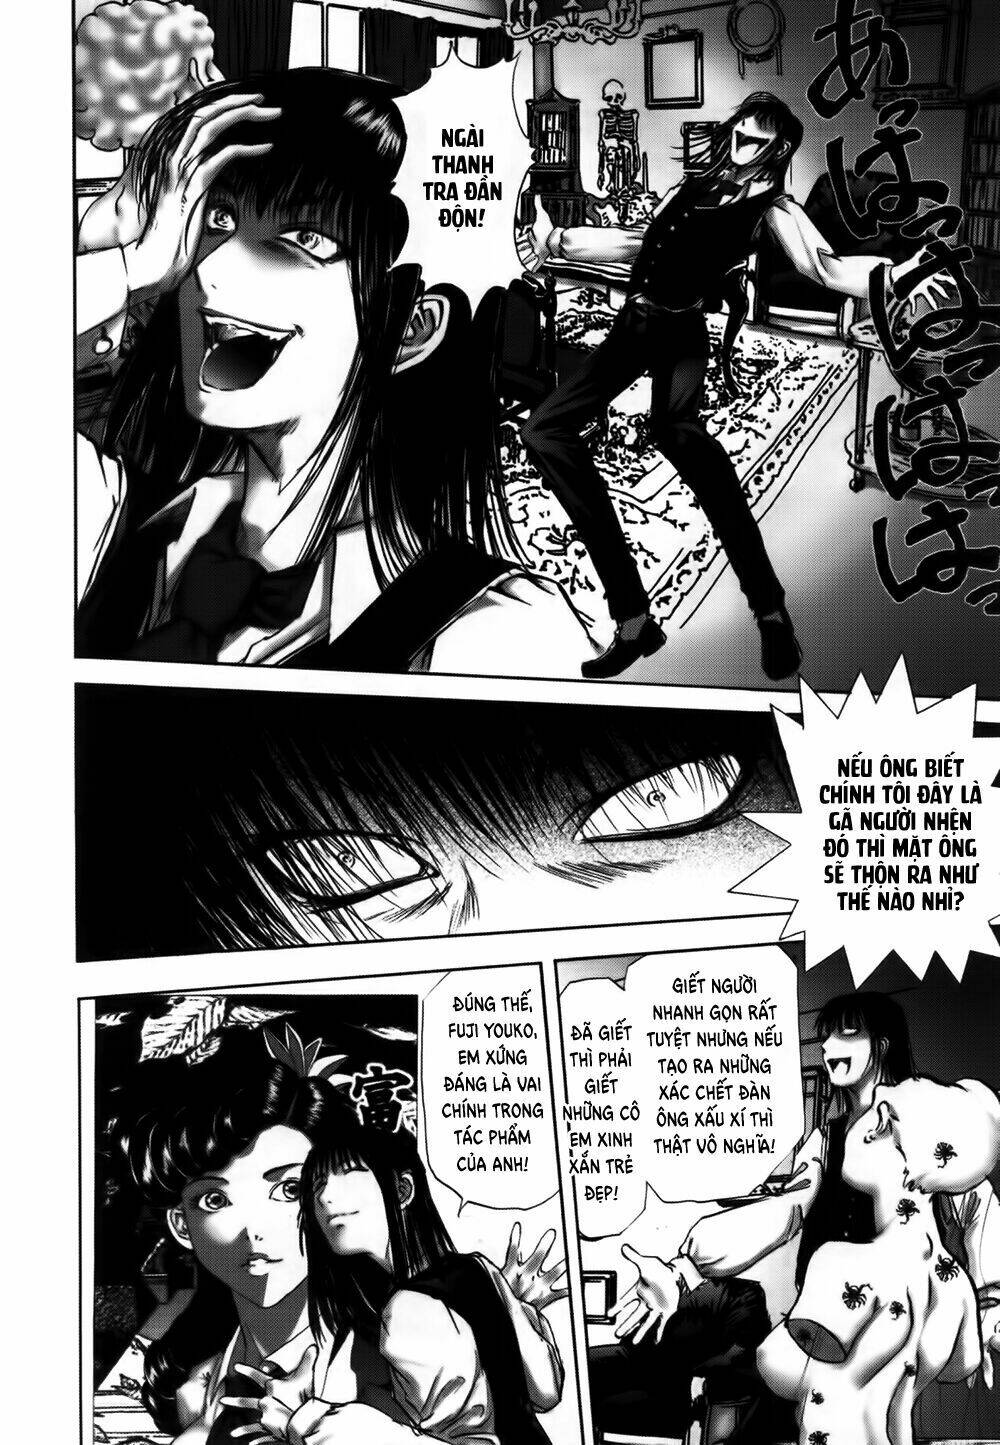 あーっはっはっはっはっはっ
NGÀI
THANH
TRA ĐẦN
ĐỘN!
NẾU ÔNG BIẾT
CHÍNH TÔI ĐÂY LÀ
GÃ NGƯỜI NHỆN
ĐÓ THÌ MẶT ÔNG
SẼ THỘN RA NHƯ
THẾ NÀO NHỈ?
GIẾT NGƯỜI
NHANH GỌN RẤT
TUYỆT NHƯNG NẾU
TẠO RA NHỮNG
XÁC CHẾT ĐÀN
ÔNG XẤU XÍ THÌ
THẬT VÔ NGHĨA!
ĐÃ GIẾT
THÌ PHẢI
GIẾT
NHỮNG CÔ
EM XINH
XẮN TRẺ
ĐẸP!
ĐÚNG THẾ,
FUJI YOUKO,
EM XỨNG
ĐÁNG LÀ VAI
CHÍNH TRONG
TÁC PHẨM
CỦA ANH!
富